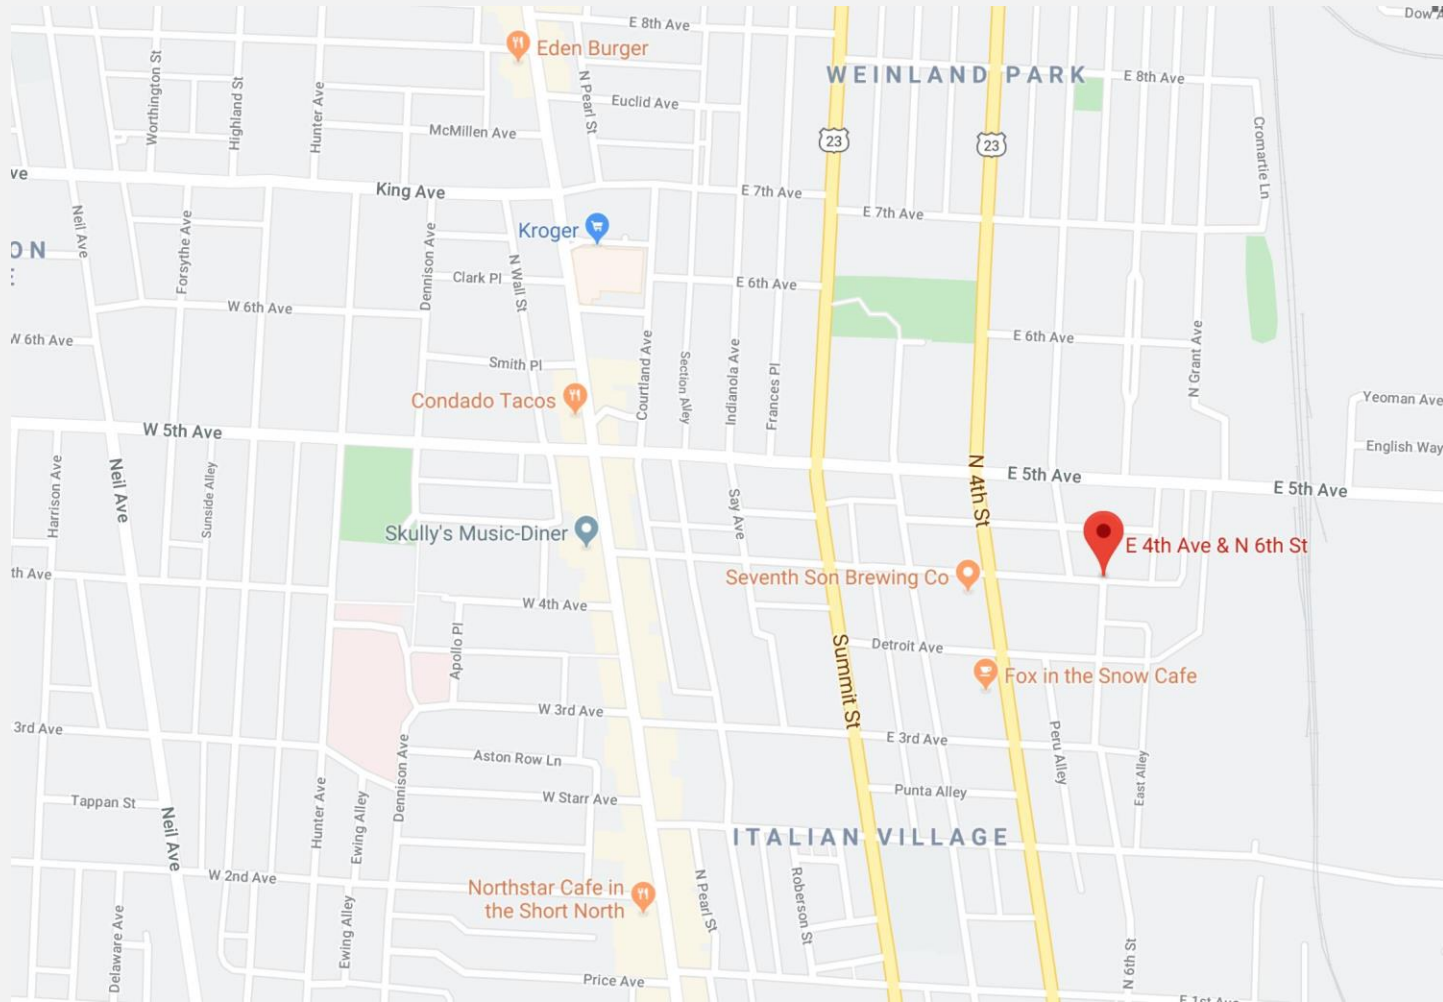 E 8th Ave
Dow A
Eden Burger
WEINLAND PARK
E 8th Ave
Worthington St
Highland St
Hunter Ave
N Pearl St
Euclid Ave
McMillen Ave
23
23
Cromartie Ln
ve
King Ave
E 7th Ave
E 7th Ave
Neil Ave
Forsythe Ave
Dennison Ave
Kroger
ON
Clark Pl
N Wall St
E 6th Ave
W 6th Ave
W 6th Ave
E 6th Ave
Smith Pl
Courtland Ave
Section Alley
Indianola Ave
Frances Pl
N Grant Ave
Condado Tacos
Yeoman Ave
W 5th Ave
English Way
Harrison Ave
Neil Ave
Sunside Alley
Say Ave
N 4th St
E 5th Ave
E 5th Ave
Skully's Music-Diner
E 4th Ave & N 6th St
th Ave
Seventh Son Brewing Co
W 4th Ave
Apollo Pl
Summit St
Detroit Ave
Fox in the Snow Cafe
W 3rd Ave
3rd Ave
E 3rd Ave
Peru Alley
East Alley
Aston Row Ln
Dennison Ave
Hunter Ave
Ewing Alley
Tappan St
W Starr Ave
Punta Alley
Neil Ave
ITALIAN VILLAGE
W 2nd Ave
Northstar Cafe in
the Short North
N Pearl St
Roberson St
Delaware Ave
Ewing Alley
N 6th St
Price Ave
E 1st Ave